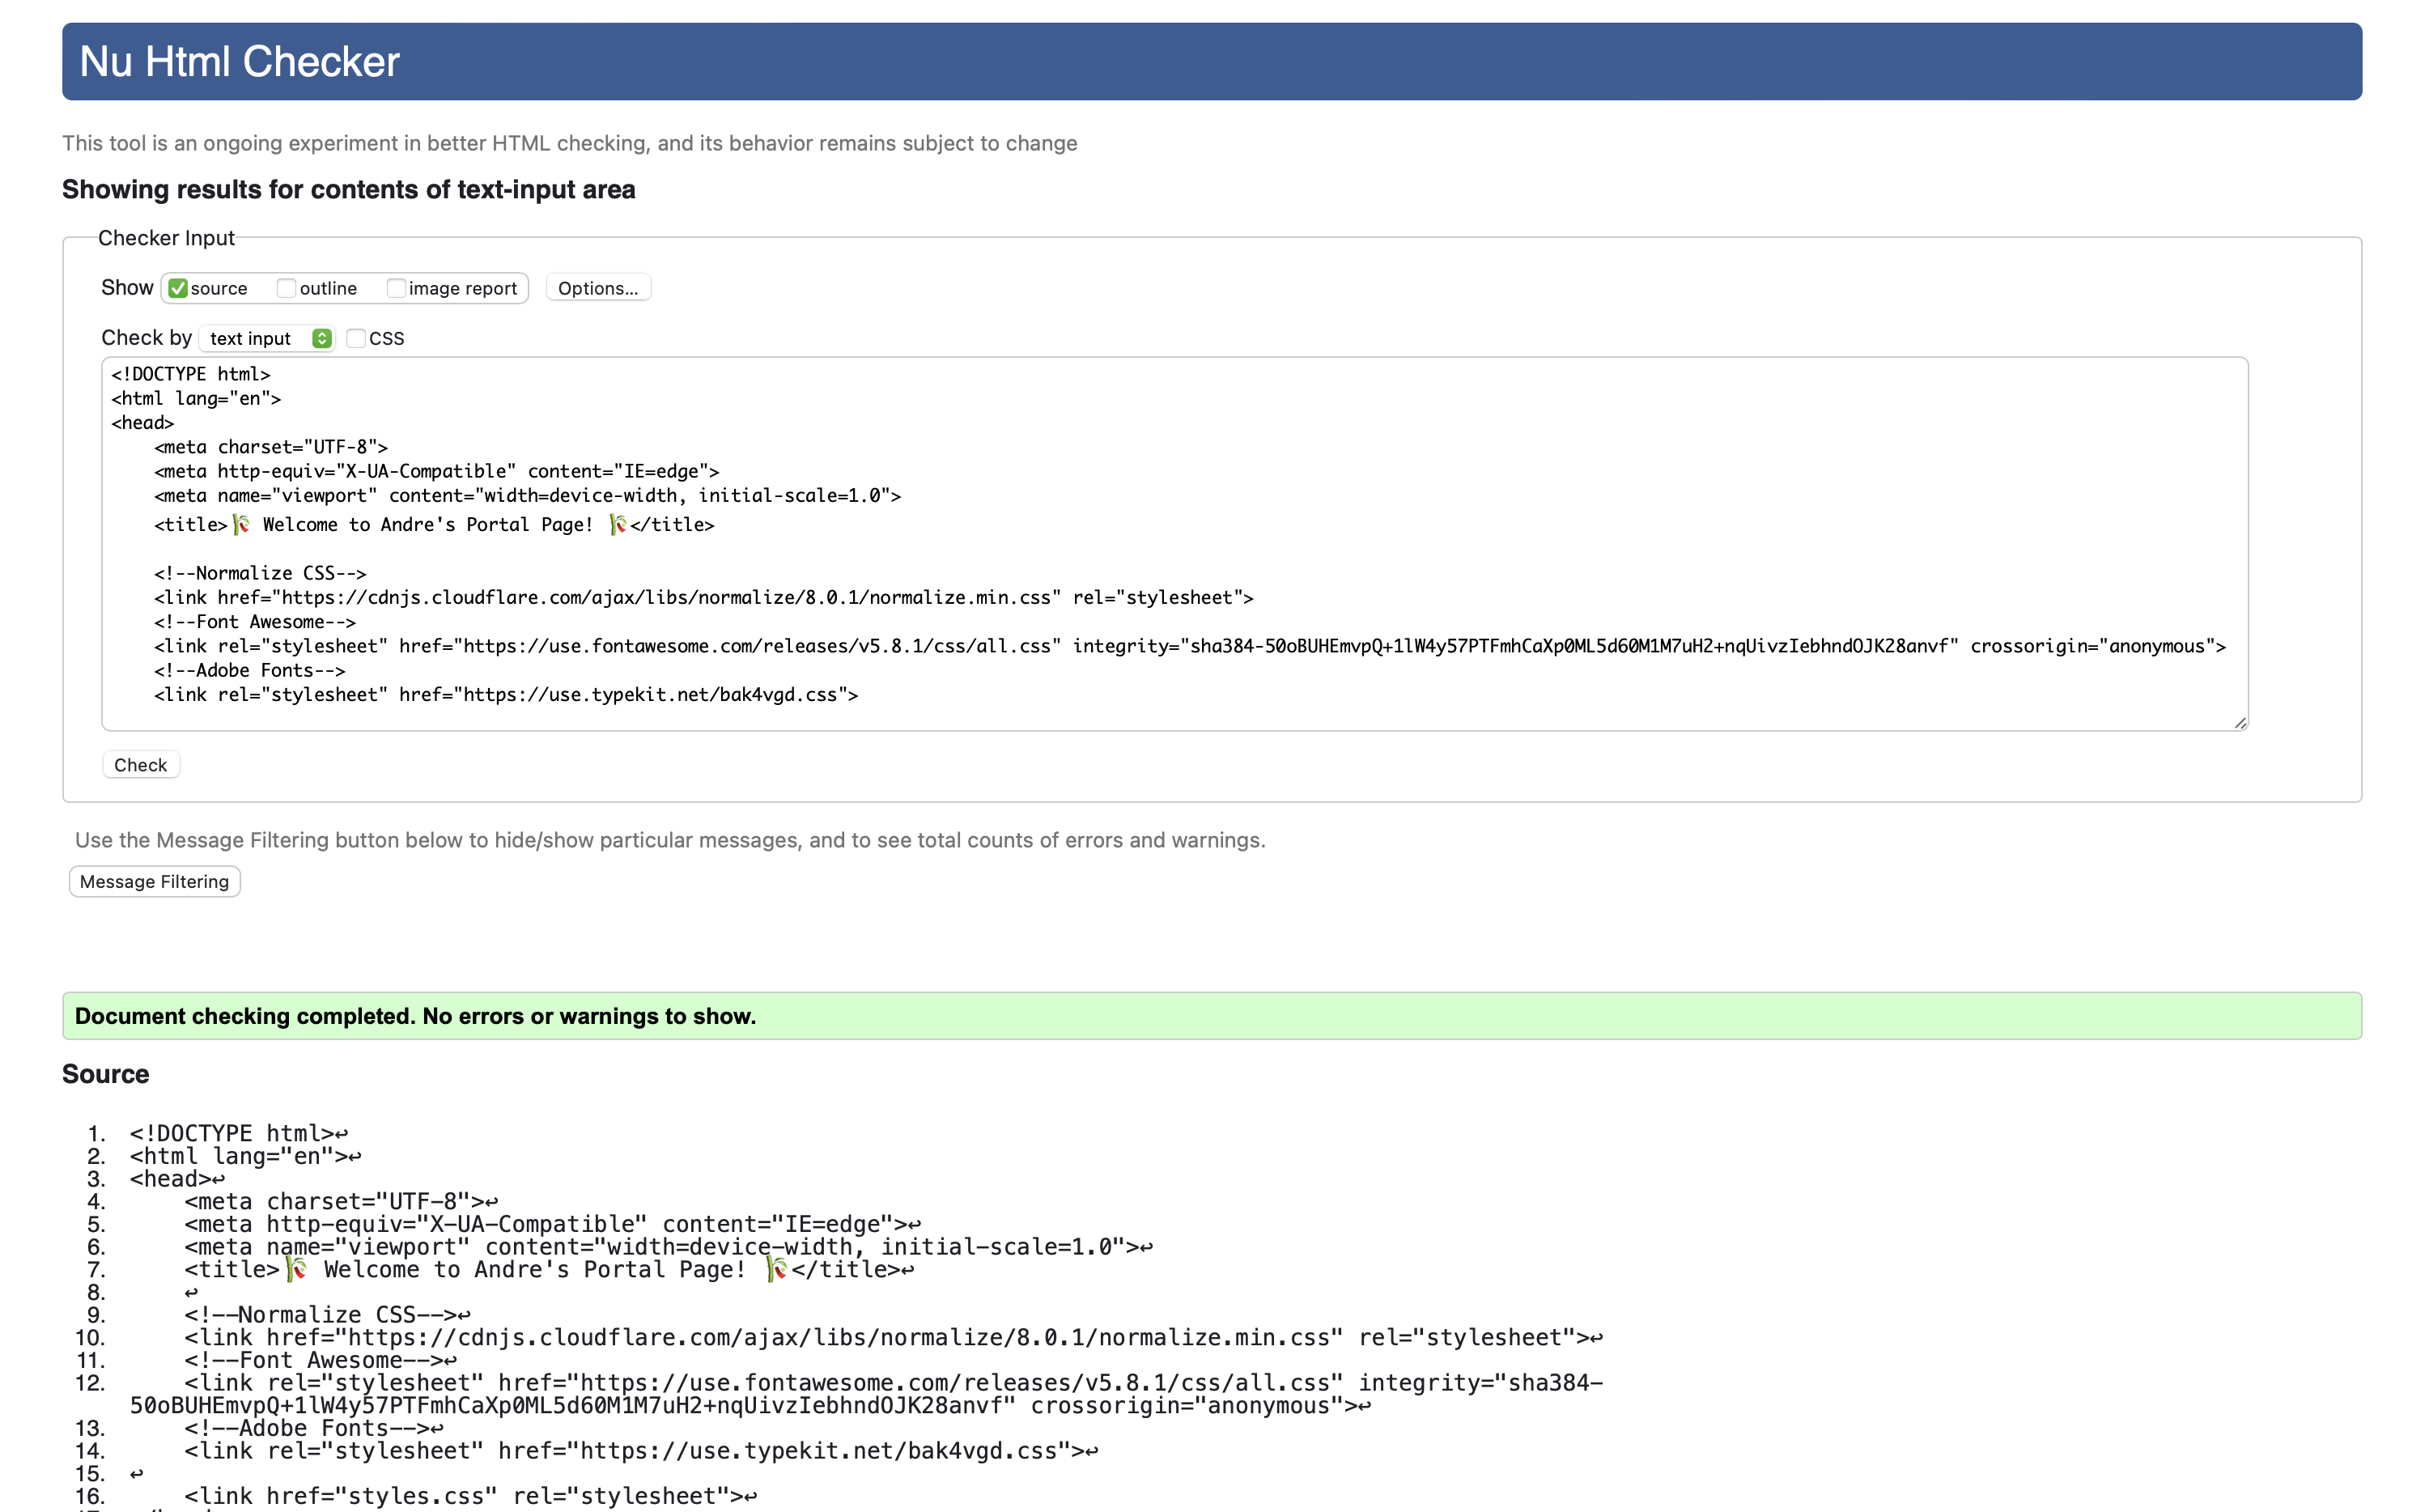 Nu Html Checker
This tool is an ongoing experiment in better HTML checking, and its behavior remains subject to change
Showing results for contents of text-input area
Checker Input
Show source outline image report Options...
Check by text input CSS
<!DOCTYPE html>
<html lang="en">
<head>
    <meta charset="UTF-8">
    <meta http-equiv="X-UA-Compatible" content="IE=edge">
    <meta name="viewport" content="width=device-width, initial-scale=1.0">
    <title>🎋 Welcome to Andre's Portal Page! 🎋</title>
    <!--Normalize CSS-->
    <link href="https://cdnjs.cloudflare.com/ajax/libs/normalize/8.0.1/normalize.min.css" rel="stylesheet">
    <!--Font Awesome-->
    <link rel="stylesheet" href="https://use.fontawesome.com/releases/v5.8.1/css/all.css" integrity="sha384-50oBUHEmvpQ+1lW4y57PTFmhCaXp0ML5d60M1M7uH2+nqUivzIebhndOJK28anvf" crossorigin="anonymous">
    <!--Adobe Fonts-->
    <link rel="stylesheet" href="https://use.typekit.net/bak4vgd.css">
Check
Use the Message Filtering button below to hide/show particular messages, and to see total counts of errors and warnings.
Message Filtering
Document checking completed. No errors or warnings to show.
Source
1. <!DOCTYPE html>↩
2. <html lang="en">↩
3. <head>↩
4.     <meta charset="UTF-8">↩
5.     <meta http-equiv="X-UA-Compatible" content="IE=edge">↩
6.     <meta name="viewport" content="width=device-width, initial-scale=1.0">↩
7.     <title>🎋 Welcome to Andre's Portal Page! 🎋</title>↩
8.     ↩
9.     <!--Normalize CSS-->↩
10.     <link href="https://cdnjs.cloudflare.com/ajax/libs/normalize/8.0.1/normalize.min.css" rel="stylesheet">↩
11.     <!--Font Awesome-->↩
12.     <link rel="stylesheet" href="https://use.fontawesome.com/releases/v5.8.1/css/all.css" integrity="sha384-
50oBUHEmvpQ+1lW4y57PTFmhCaXp0ML5d60M1M7uH2+nqUivzIebhndOJK28anvf" crossorigin="anonymous">↩
13.     <!--Adobe Fonts-->↩
14.     <link rel="stylesheet" href="https://use.typekit.net/bak4vgd.css">↩
15. ↩
16.     <link href="styles.css" rel="stylesheet">↩